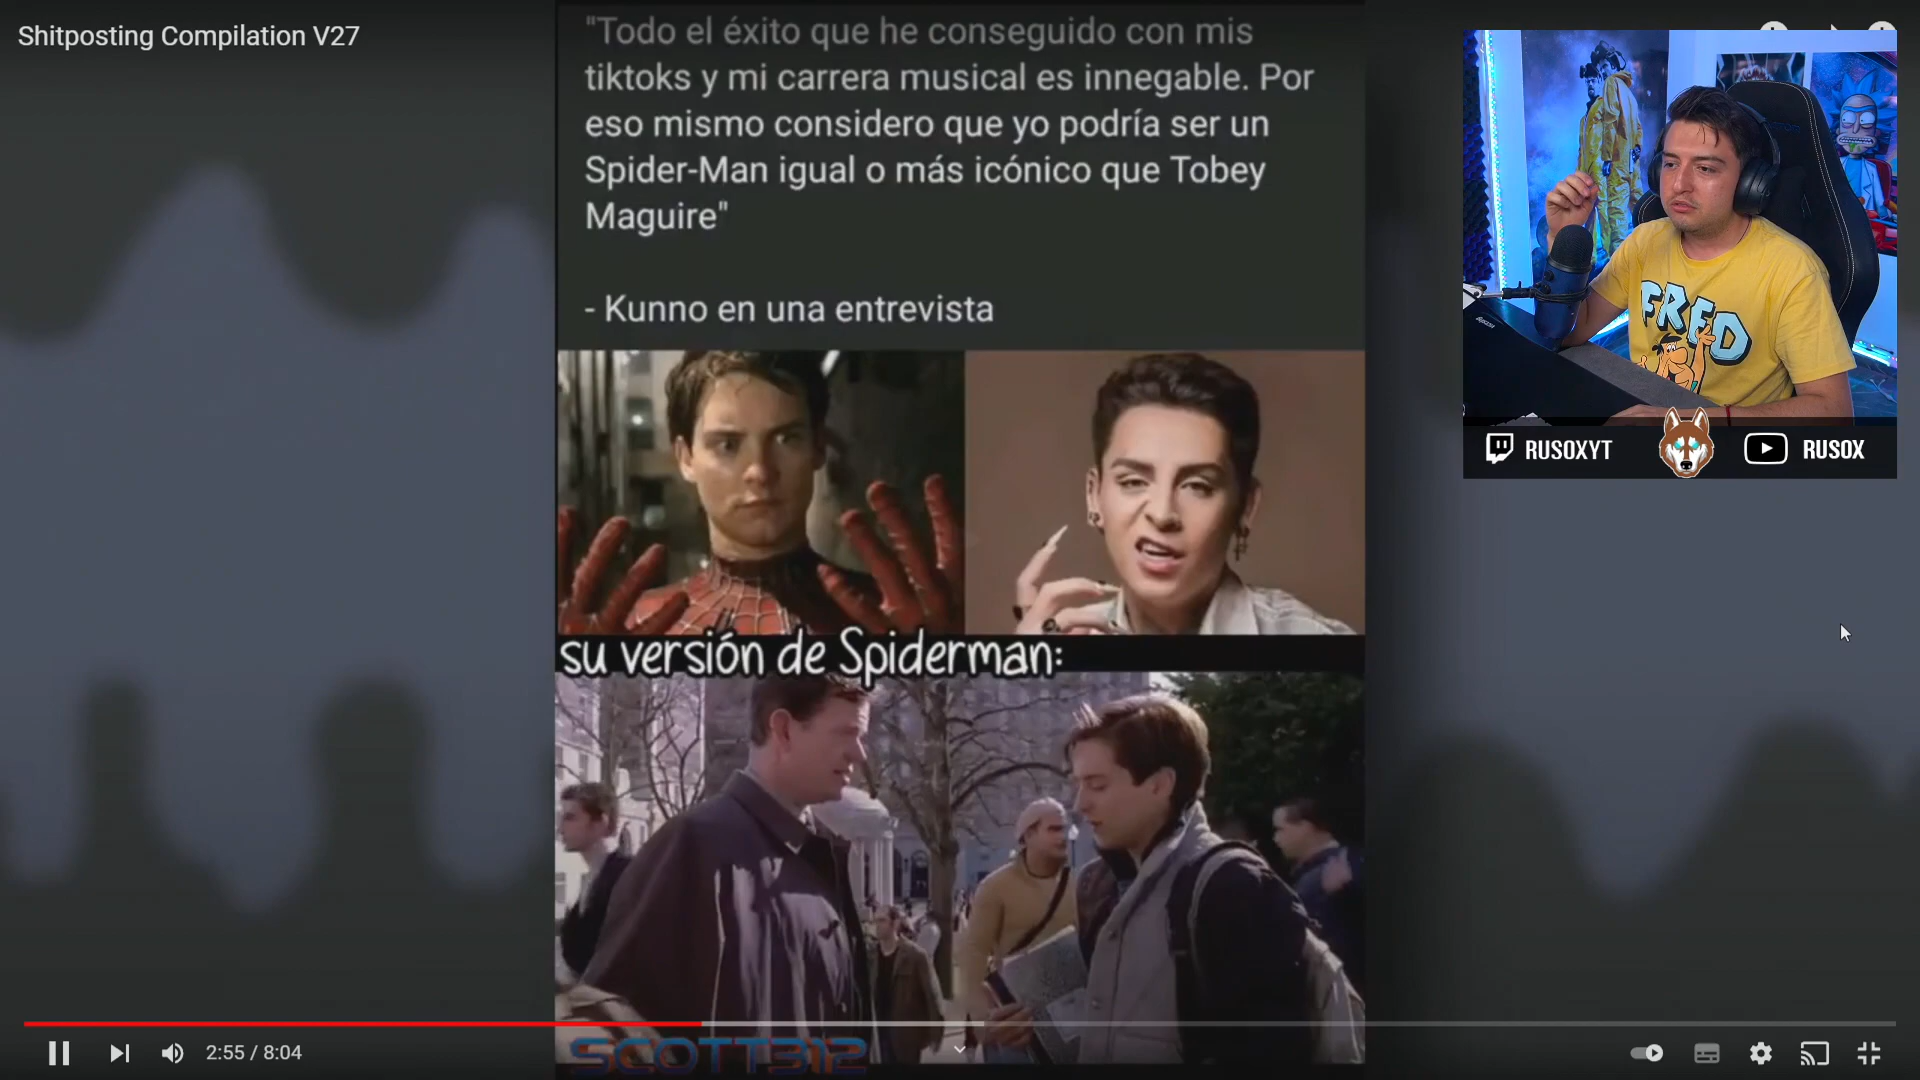 Shitposting Compilation V27
"Todo el éxito que he conseguido con mis
tiktoks y mi carrera musical es innegable. Por
eso mismo considero que yo podría ser un
Spider-Man igual o más icónico que Tobey
Maguire"
- Kunno en una entrevista
FRED
RUSOXYT
RUSOX
su versión de Spiderman:
SCOTT312
2:55 / 8:04